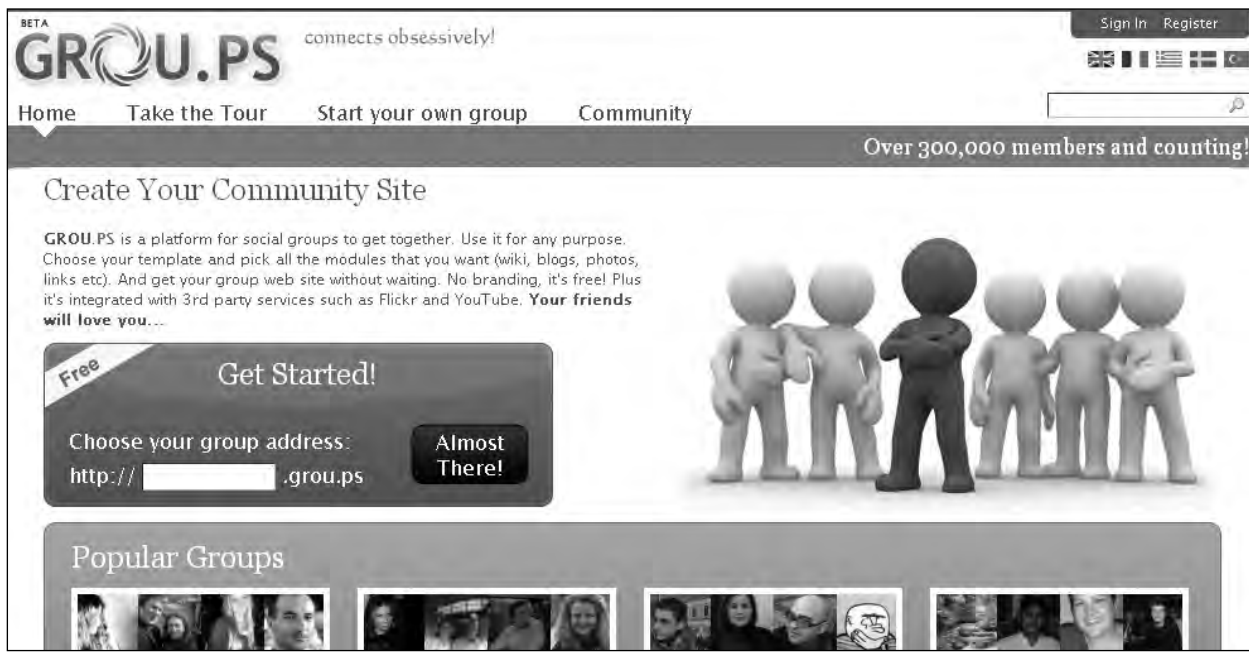 BETA
GROU.PS
connects obsessively!
Sign In Register
Home Take the Tour Start your own group Community
Over 300,000 members and counting!
Create Your Community Site
GROU.PS is a platform for social groups to get together. Use it for any purpose.
Choose your template and pick all the modules that you want (wiki, blogs, photos,
links etc). And get your group web site without waiting. No branding, it's free! Plus
it's integrated with 3rd party services such as Flickr and YouTube. Your friends
will love you...
Free
Get Started!
Choose your group address:
http:// .grou.ps
Almost
There!
Popular Groups